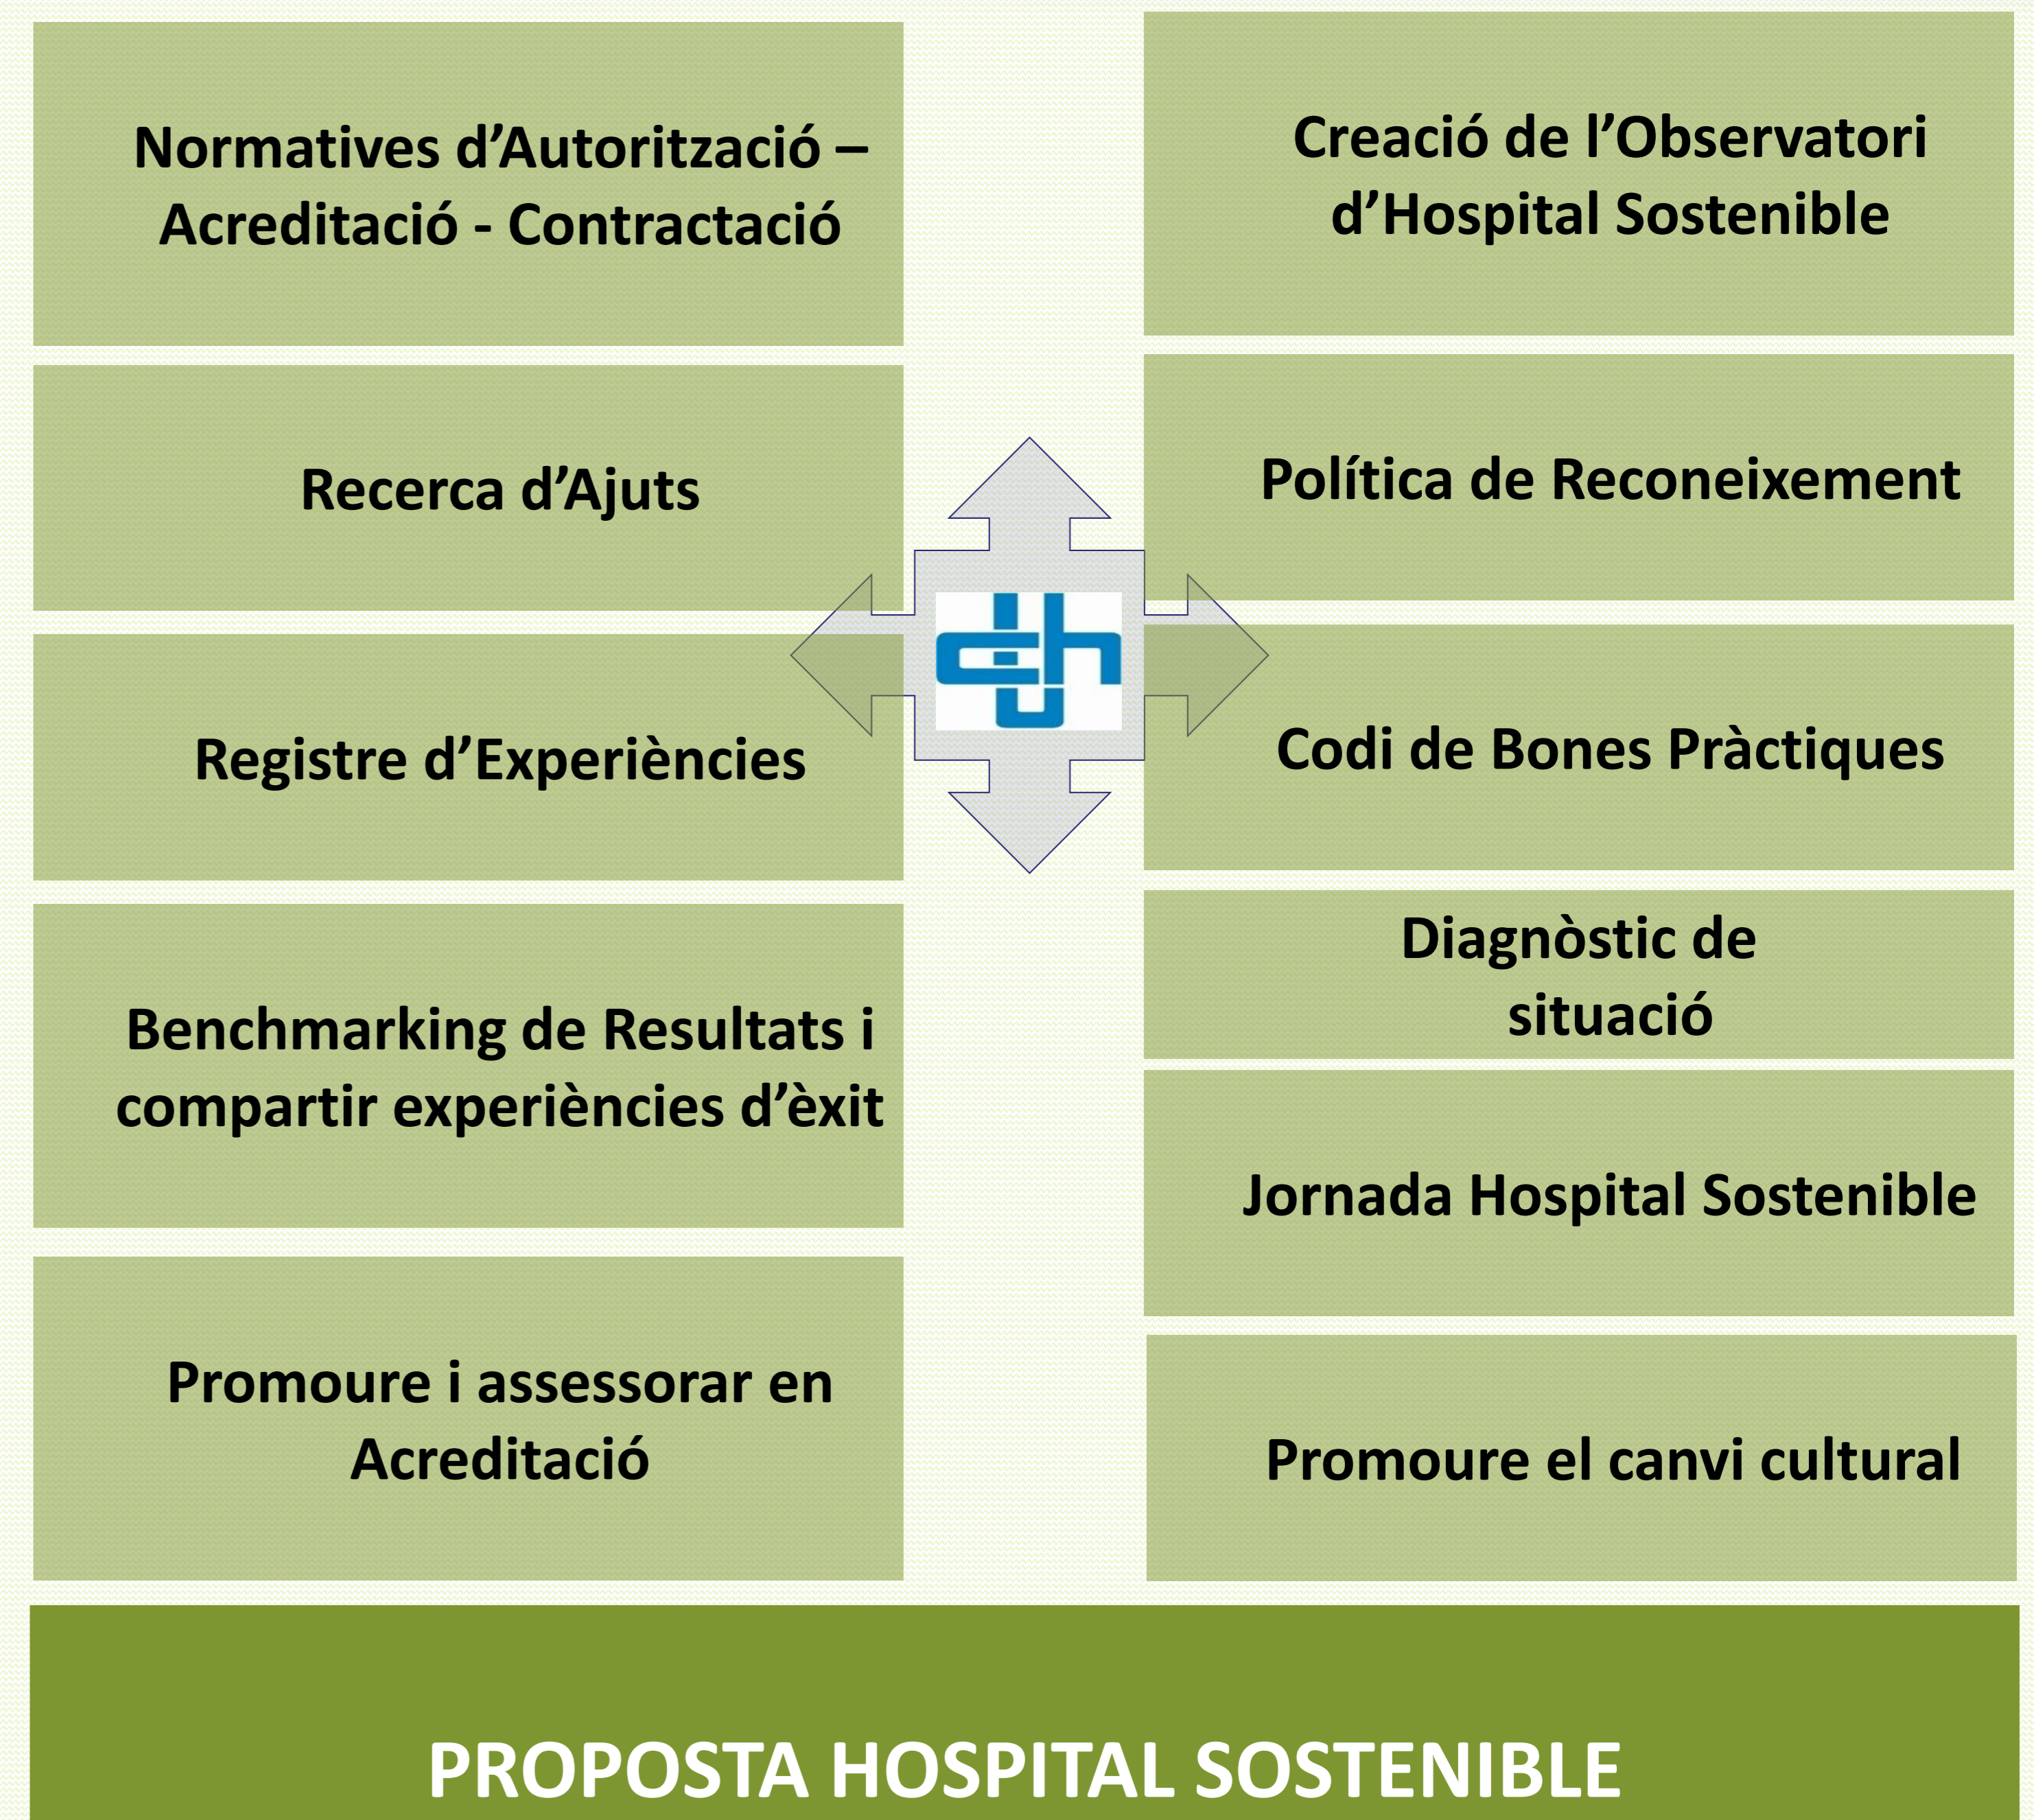 Normatives d’Autorització –
Acreditació - Contractació
Recerca d’Ajuts
Registre d’Experiències
Benchmarking de Resultats i
compartir experiències d’èxit
Promoure i assessorar en
Acreditació
Creació de l’Observatori
d’Hospital Sostenible
Política de Reconeixement
Codi de Bones Pràctiques
Diagnòstic de
situació
Jornada Hospital Sostenible
Promoure el canvi cultural
PROPOSTA HOSPITAL SOSTENIBLE